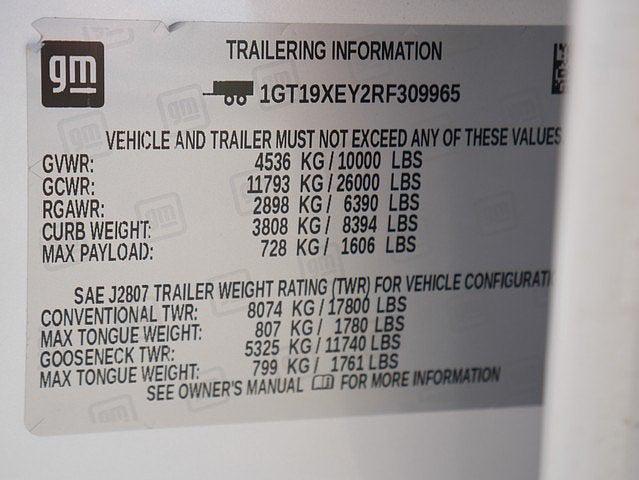 gm
TRAILERING INFORMATION
1GT19XEY2RF309965
VEHICLE AND TRAILER MUST NOT EXCEED ANY OF THESE VALUES
GVWR: 4536 KG / 10000 LBS
GCWR: 11793 KG / 26000 LBS
RGAWR: 2898 KG / 6390 LBS
CURB WEIGHT: 3808 KG / 8394 LBS
MAX PAYLOAD: 728 KG / 1606 LBS
SAE J2807 TRAILER WEIGHT RATING (TWR) FOR VEHICLE CONFIGURATI
CONVENTIONAL TWR: 8074 KG / 17800 LBS
MAX TONGUE WEIGHT: 807 KG / 1780 LBS
GOOSENECK TWR: 5325 KG / 11740 LBS
MAX TONGUE WEIGHT: 799 KG / 1761 LBS
SEE OWNER'S MANUAL FOR MORE INFORMATION